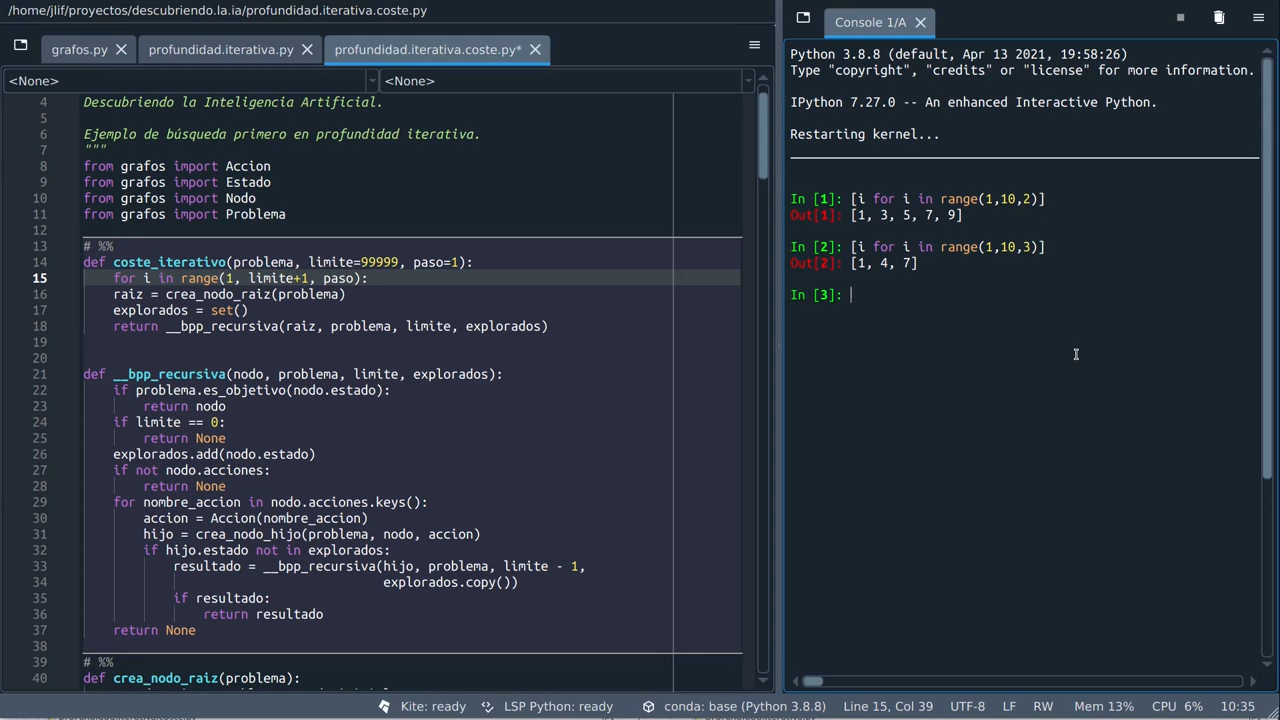 /home/jlif/proyectos/descubriendo.la.ia/profundidad.iterativa.coste.py
grafos.py
profundidad.iterativa.py
profundidad.iterativa.coste.py*
<None>
<None>
4 Descubriendo la Inteligencia Artificial.
5
6 Ejemplo de búsqueda primero en profundidad iterativa.
7 """
8 from grafos import Accion
9 from grafos import Estado
10 from grafos import Nodo
11 from grafos import Problema
12
13 # %%
14 def coste_iterativo(problema, limite=99999, paso=1):
15     for i in range(1, limite+1, paso):
16     raiz = crea_nodo_raiz(problema)
17     explorados = set()
18     return __bpp_recursiva(raiz, problema, limite, explorados)
19
20
21 def __bpp_recursiva(nodo, problema, limite, explorados):
22     if problema.es_objetivo(nodo.estado):
23         return nodo
24     if limite == 0:
25         return None
26     explorados.add(nodo.estado)
27     if not nodo.acciones:
28         return None
29     for nombre_accion in nodo.acciones.keys():
30         accion = Accion(nombre_accion)
31         hijo = crea_nodo_hijo(problema, nodo, accion)
32         if hijo.estado not in explorados:
33             resultado = __bpp_recursiva(hijo, problema, limite - 1,
34                                         explorados.copy())
35             if resultado:
36                 return resultado
37     return None
38
39 # %%
40 def crea_nodo_raiz(problema):
Console 1/A
Python 3.8.8 (default, Apr 13 2021, 19:58:26)
Type "copyright", "credits" or "license" for more information.
IPython 7.27.0 -- An enhanced Interactive Python.
Restarting kernel...
In [1]: [i for i in range(1,10,2)]
Out[1]: [1, 3, 5, 7, 9]
In [2]: [i for i in range(1,10,3)]
Out[2]: [1, 4, 7]
In [3]:
Kite: ready
LSP Python: ready
conda: base (Python 3.8.8)
Line 15, Col 39
UTF-8
LF
RW
Mem 13%
CPU 6%
10:35